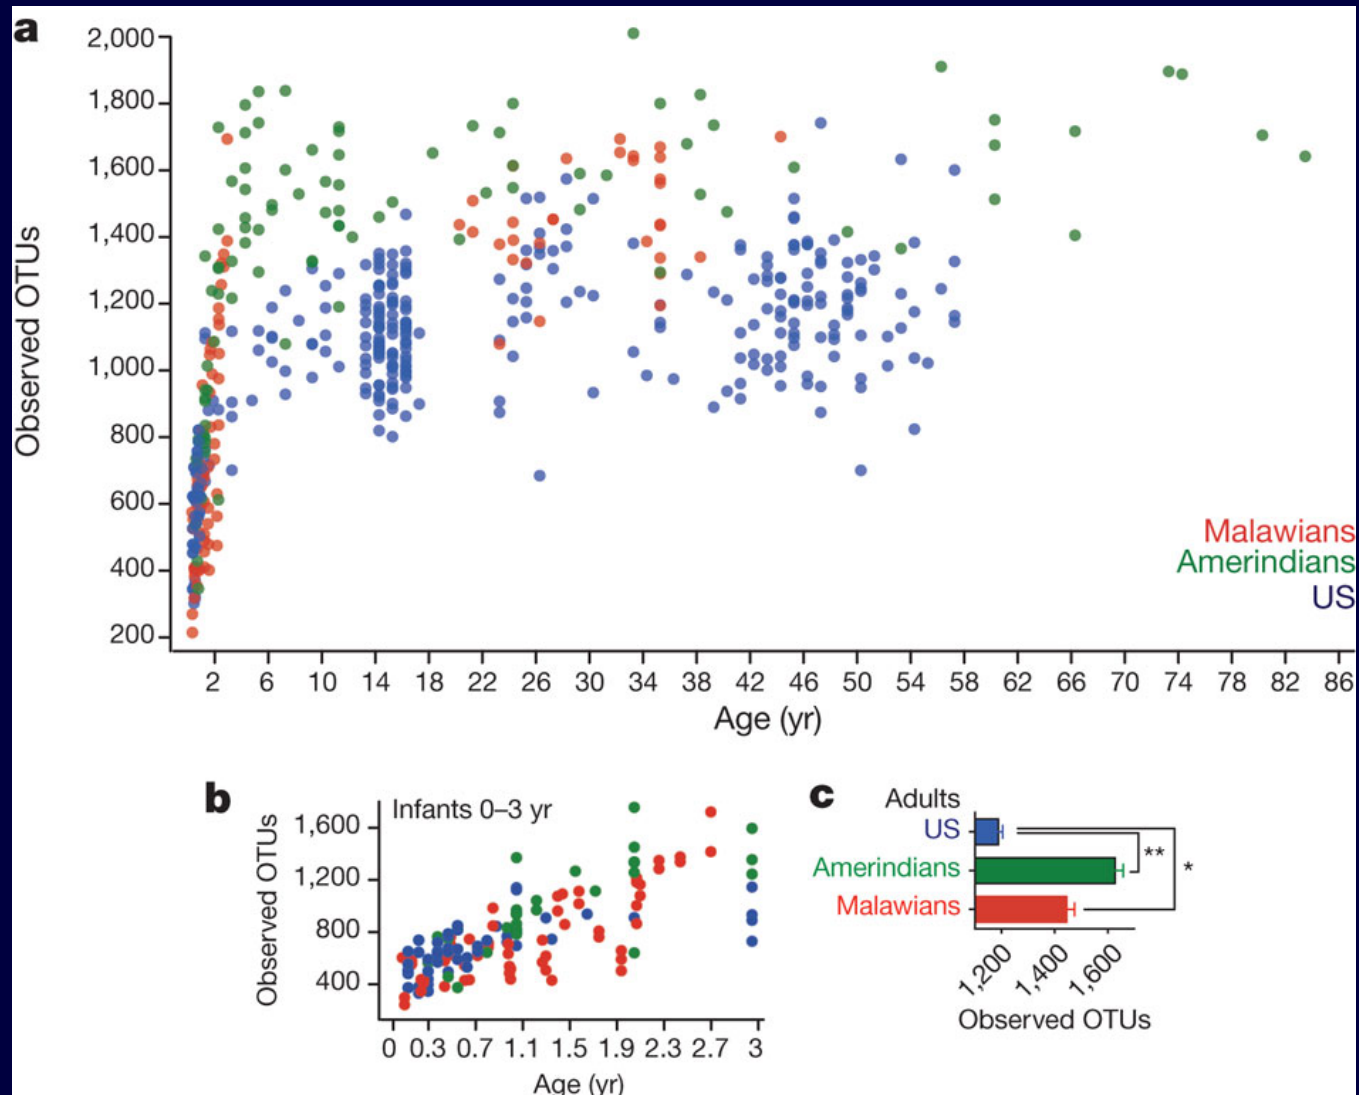 a
2,000
1,800
1,600
1,400
1,200
1,000
800
600
400
200
Observed OTUs
Malawians
Amerindians
US
2 6 10 14 18 22 26 30 34 38 42 46 50 54 58 62 66 70 74 78 82 86
Age (yr)
b
Infants 0–3 yr
1,600
1,200
800
400
Observed OTUs
0 0.3 0.7 1.1 1.5 1.9 2.3 2.7 3
Age (yr)
c
Adults
US
Amerindians
Malawians
**
*
1,200 1,400 1,600
Observed OTUs